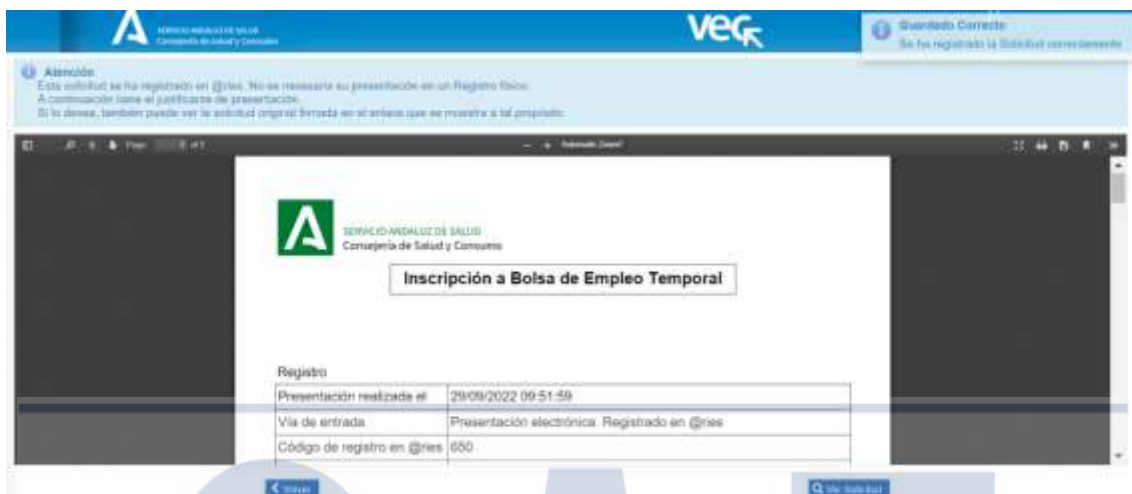 SERVICIO ANDALUZ DE SALUD
Consejería de Salud y Consumo
vec
Guardado Correcto
Se ha registrado la Solicitud correctamente
Atención
Esta solicitud se ha registrado en @ries. No es necesaria su presentación en un Registro físico.
A continuación tiene el justificante de presentación.
Si lo desea, también puede ver la solicitud original firmada en el enlace que se muestra a tal propósito.
Page
SERVICIO ANDALUZ DE SALUD
Consejería de Salud y Consumo
Inscripción a Bolsa de Empleo Temporal
Registro
Presentación realizada el 29/09/2022 09:51:59
Vía de entrada Presentación electrónica. Registrado en @ries
Código de registro en @ries 650
Volver
Ver Solicitud